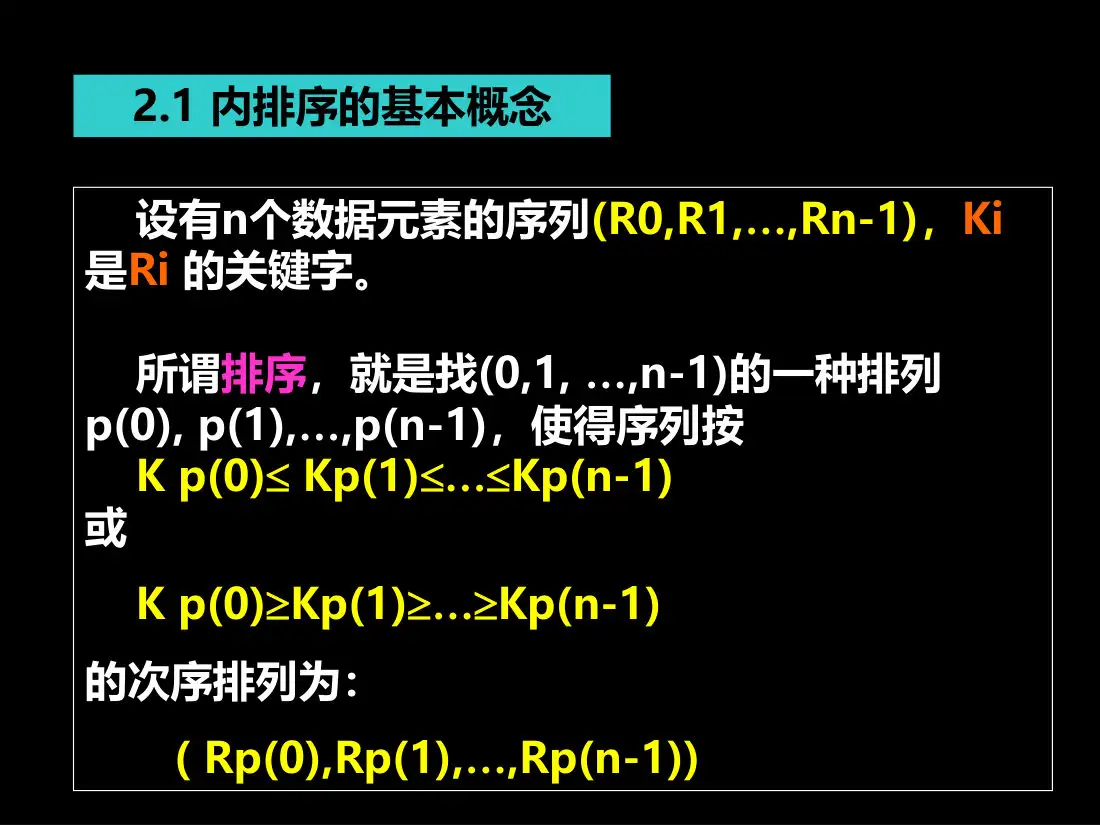 2.1 内排序的基本概念
设有n个数据元素的序列(R0,R1,…,Rn-1)，Ki
是Ri 的关键字。
所谓排序，就是找(0,1, …,n-1)的一种排列
p(0), p(1),…,p(n-1)，使得序列按
K p(0)≤ Kp(1)≤…≤Kp(n-1)
或
K p(0)≥Kp(1)≥…≥Kp(n-1)
的次序排列为：
( Rp(0),Rp(1),…,Rp(n-1))